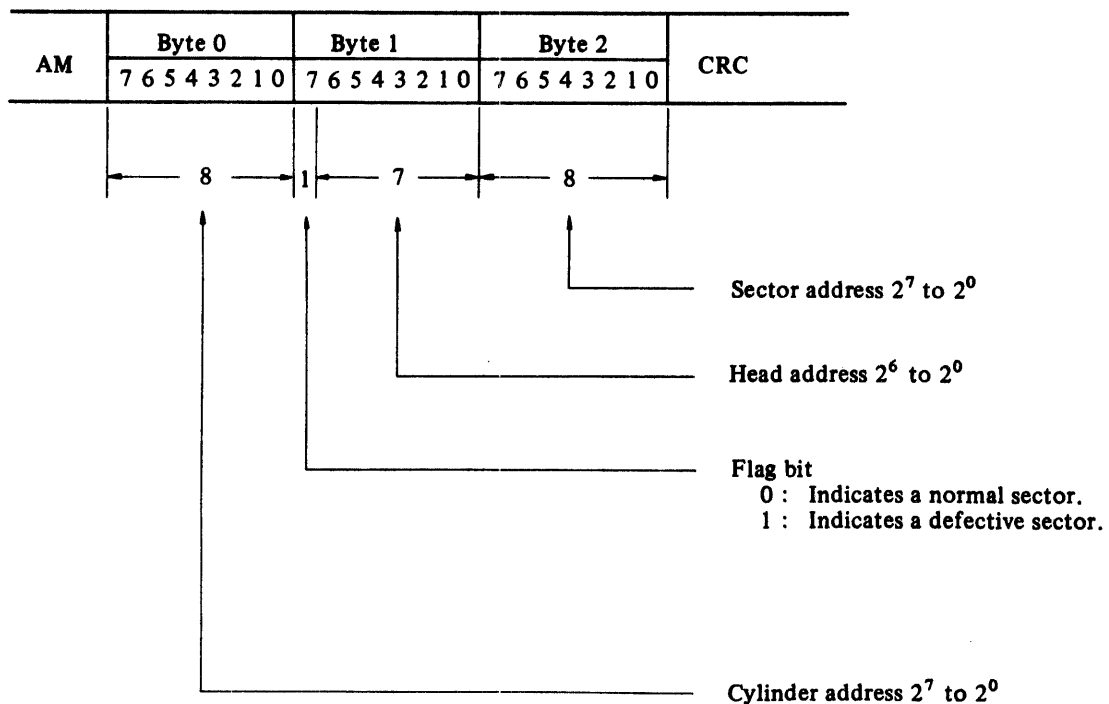 AM Byte 0 Byte 1 Byte 2 CRC
7 6 5 4 3 2 1 0 7 6 5 4 3 2 1 0 7 6 5 4 3 2 1 0
8 1 7 8
Sector address 2⁷ to 2⁰
Head address 2⁶ to 2⁰
Flag bit
0 : Indicates a normal sector.
1 : Indicates a defective sector.
Cylinder address 2⁷ to 2⁰